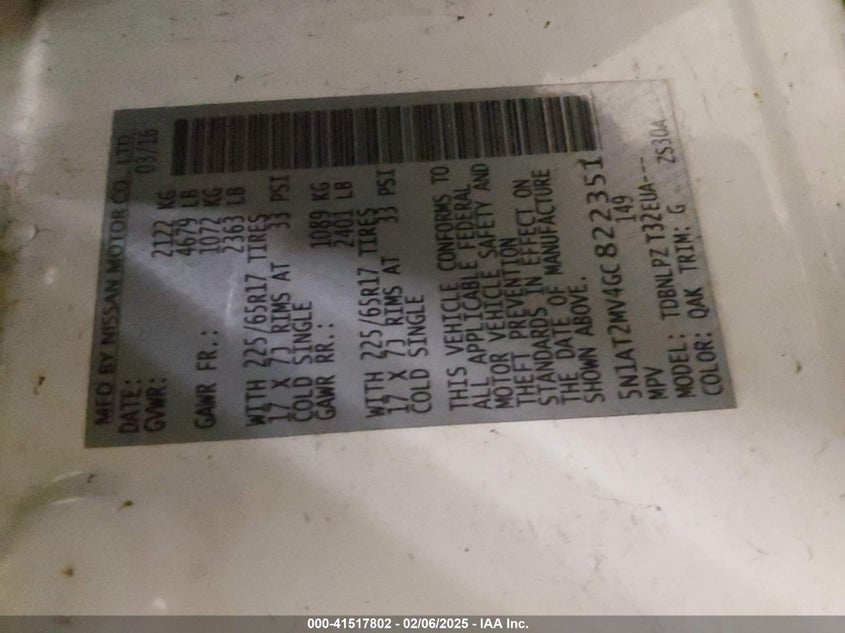 MFD BY NISSAN MOTOR CO., LTD.
DATE: 03/16
GVWR: 2122 KG
4679 LB
GAWR FR.: 1072 KG
2363 LB
WITH 225/65R17 TIRES
17 X 7J RIMS AT 33 PSI
COLD SINGLE
GAWR RR.: 1089 KG
2401 LB
WITH 225/65R17 TIRES
17 X 7J RIMS AT 33 PSI
COLD SINGLE
THIS VEHICLE CONFORMS TO
ALL APPLICABLE FEDERAL
MOTOR VEHICLE SAFETY AND
THEFT PREVENTION
STANDARDS IN EFFECT ON
THE DATE OF MANUFACTURE
SHOWN ABOVE.
5N1AT2MV4GC822351
MPV 149
MODEL: TDBNLPZ T32EUA---
COLOR: QAK TRIM: G 2S30A
000-41517802 - 02/06/2025 - IAA Inc.